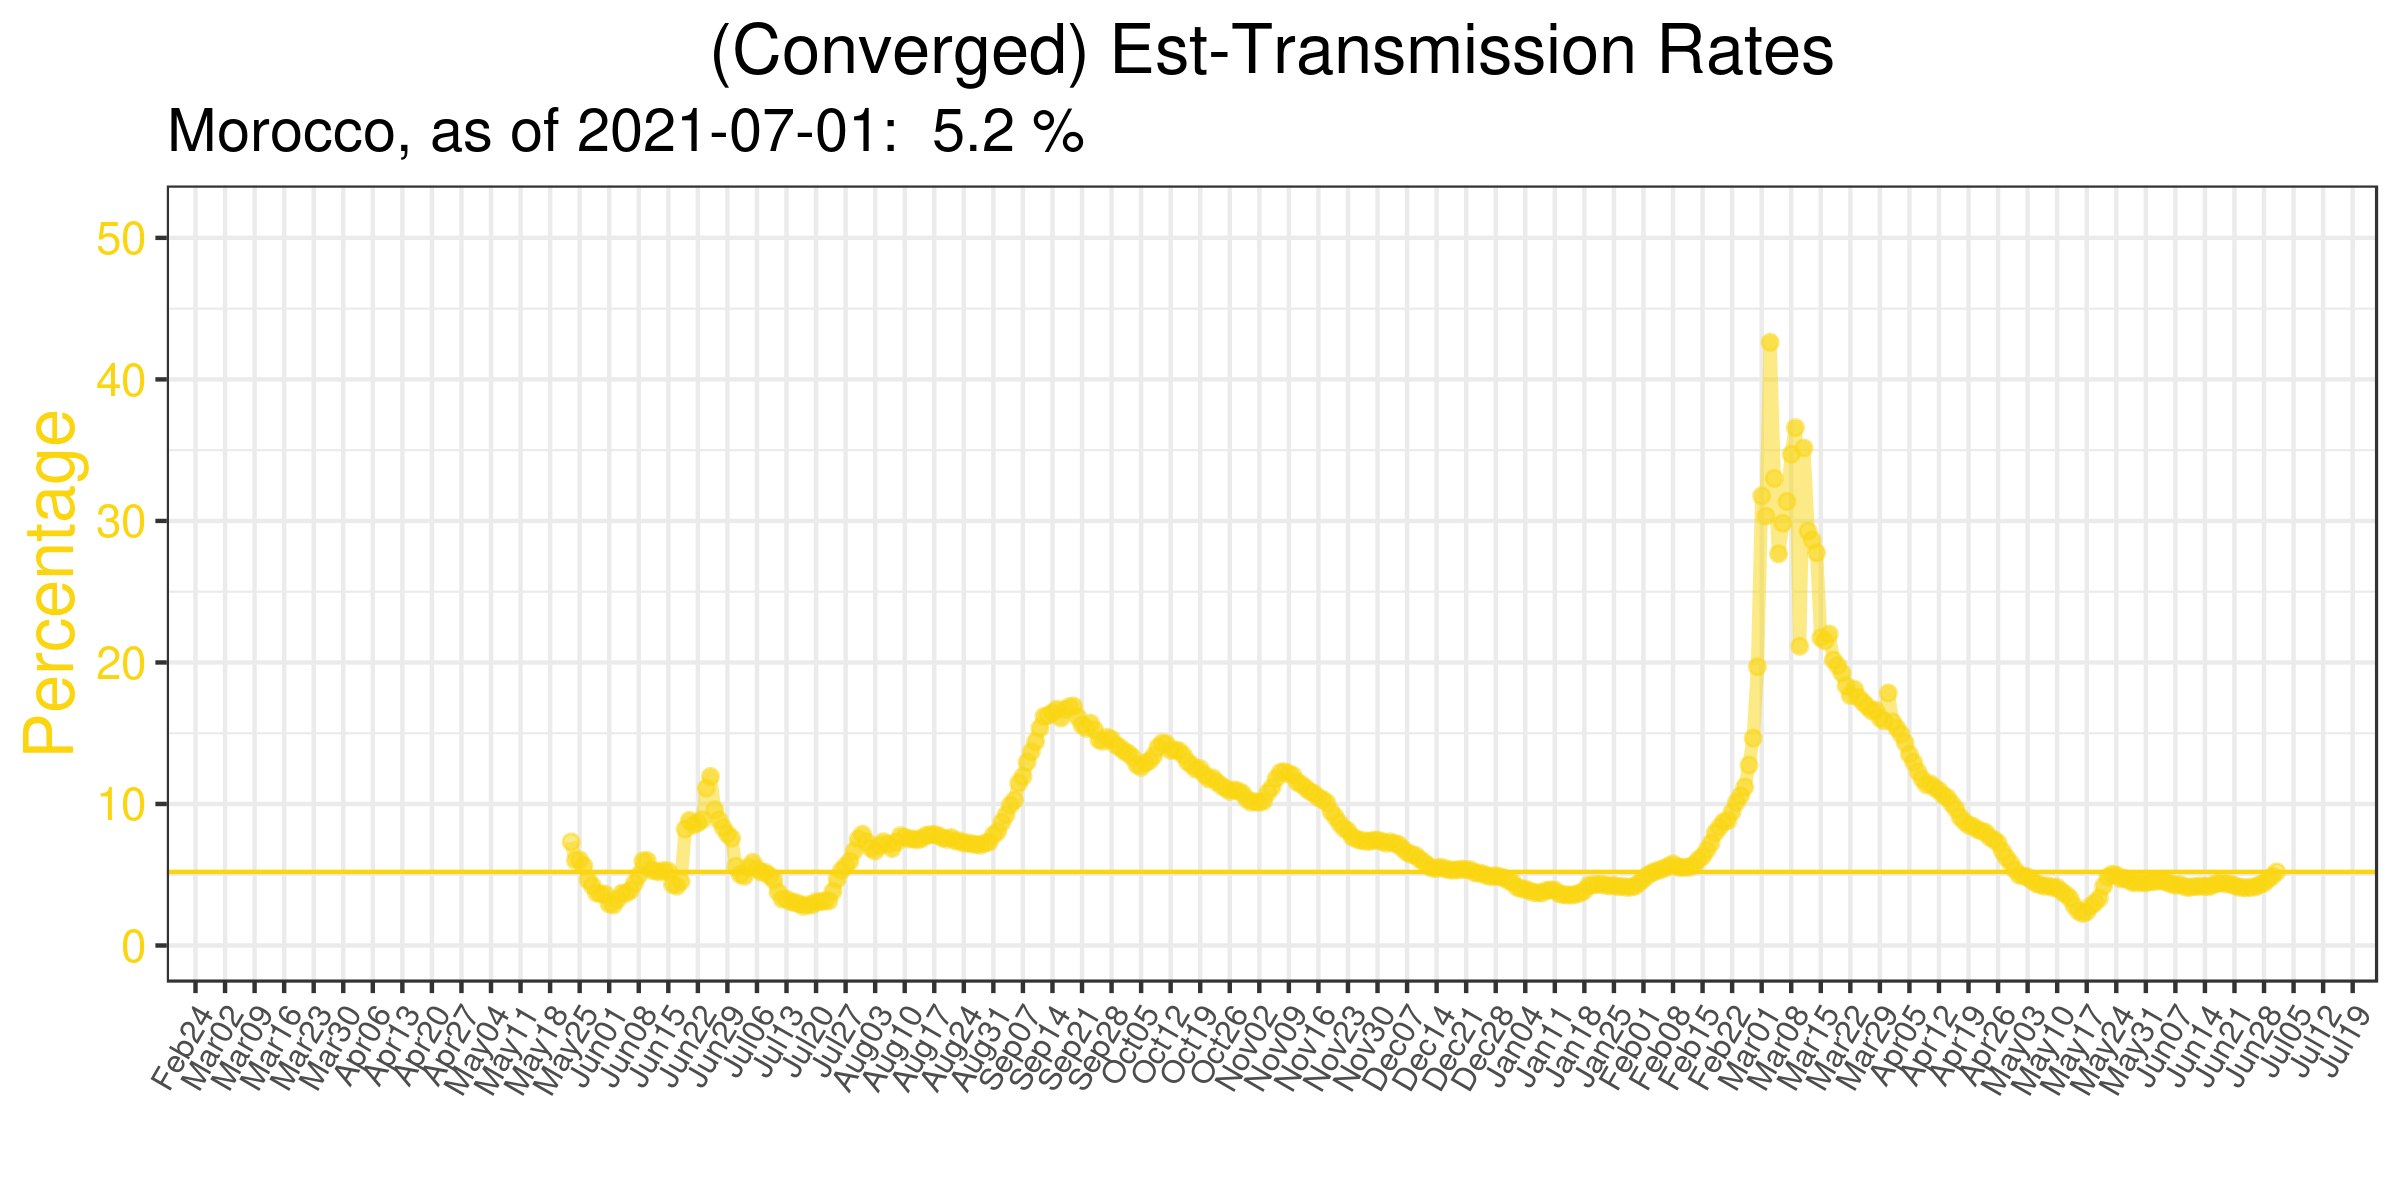 (Converged) Est-Transmission Rates
Morocco, as of 2021-07-01:  5.2 %
Percentage
50
40
30
20
10
0
Feb24
Mar02
Mar09
Mar16
Mar23
Mar30
Apr06
Apr13
Apr20
Apr27
May04
May11
May18
May25
Jun01
Jun08
Jun15
Jun22
Jun29
Jul06
Jul13
Jul20
Jul27
Aug03
Aug10
Aug17
Aug24
Aug31
Sep07
Sep14
Sep21
Sep28
Oct05
Oct12
Oct19
Oct26
Nov02
Nov09
Nov16
Nov23
Nov30
Dec07
Dec14
Dec21
Dec28
Jan04
Jan11
Jan18
Jan25
Feb01
Feb08
Feb15
Feb22
Mar01
Mar08
Mar15
Mar22
Mar29
Apr05
Apr12
Apr19
Apr26
May03
May10
May17
May24
May31
Jun07
Jun14
Jun21
Jun28
Jul05
Jul12
Jul19